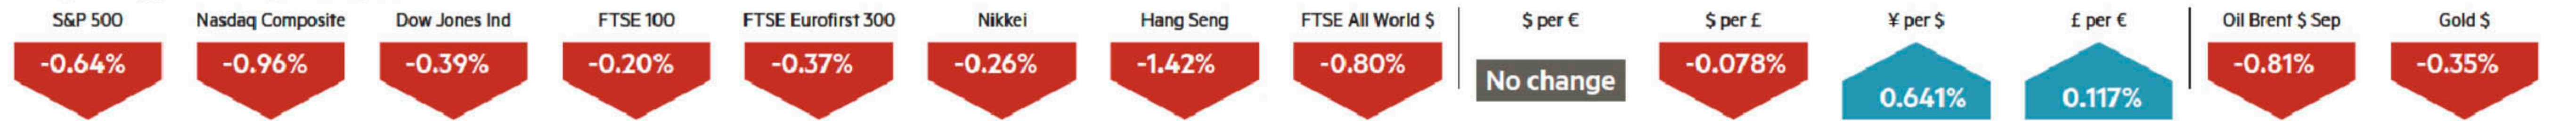 S&P 500 Nasdaq Composite Dow Jones Ind FTSE 100 FTSE Eurofirst 300 Nikkei Hang Seng FTSE All World $ $ per € $ per £ ¥ per $ £ per € Oil Brent $ Sep Gold $
-0.64% -0.96% -0.39% -0.20% -0.37% -0.26% -1.42% -0.80% No change -0.078% 0.641% 0.117% -0.81% -0.35%